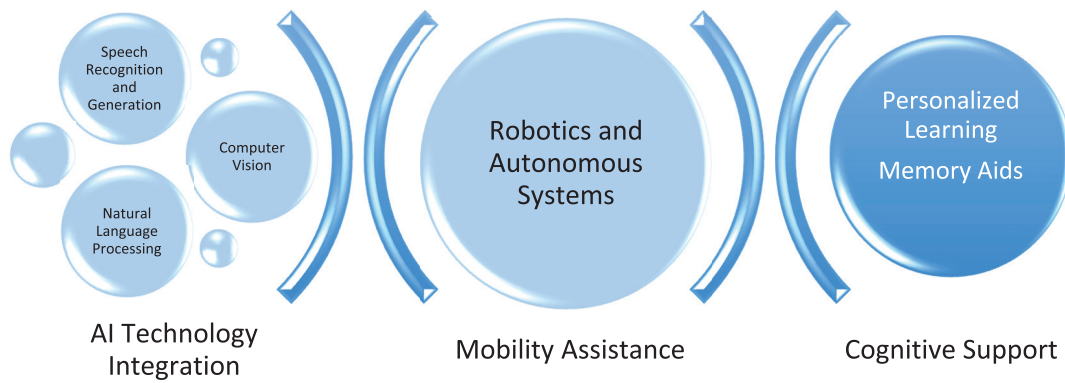 Speech
Recognition
and
Generation
Computer
Vision
Natural
Language
Processing
AI Technology
Integration
Robotics and
Autonomous
Systems
Mobility Assistance
Personalized
Learning
Memory Aids
Cognitive Support